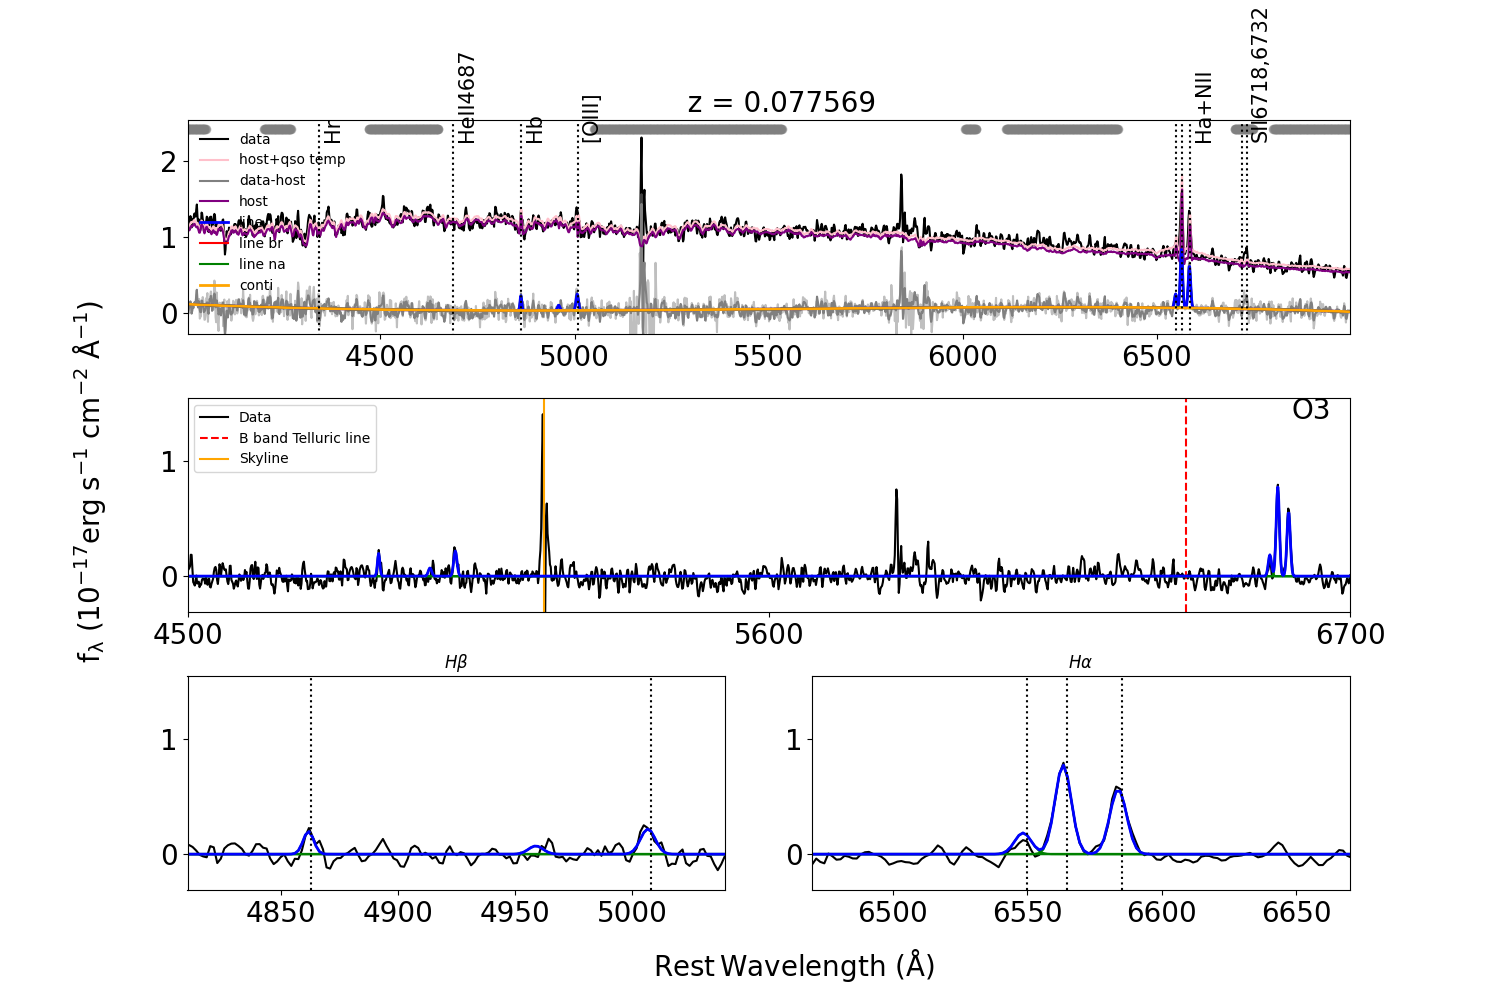 z = 0.077569
Hr
HeII4687
Hb
[OIII]
Ha+NII
SII6718,6732
data
host+qso temp
data-host
host
line
line br
line na
conti
2
1
0
4500
5000
5500
6000
6500
fλ (10⁻¹⁷erg s⁻¹ cm⁻² Å⁻¹)
O3
Data
B band Telluric line
Skyline
1
0
4500
5600
6700
Hβ
1
0
4850
4900
4950
5000
Hα
1
0
6500
6550
6600
6650
Rest Wavelength (Å)